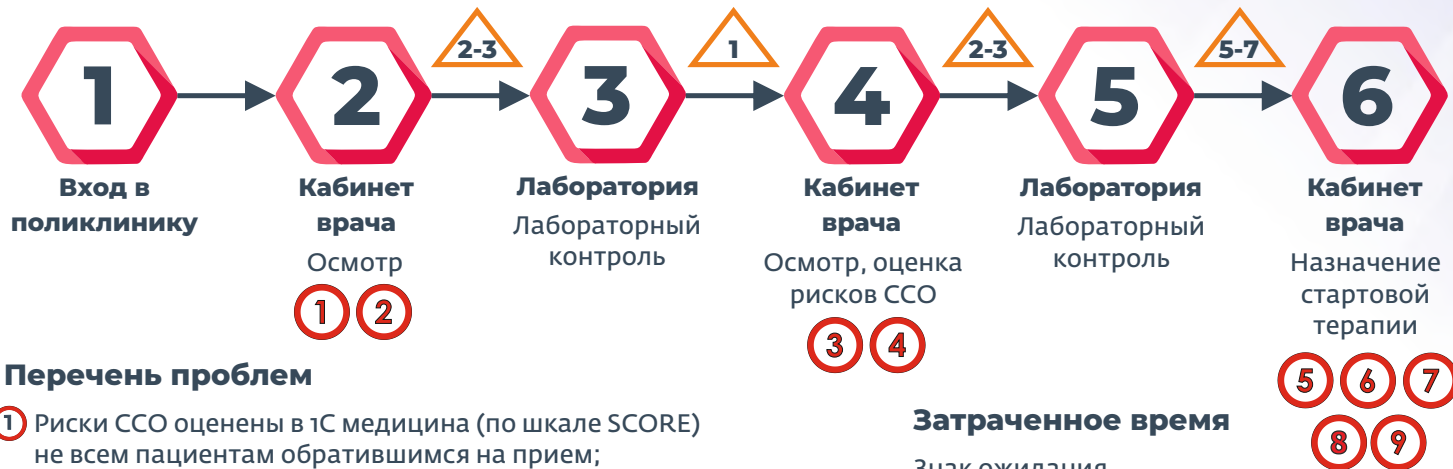 1
2
3
4
5
6
2-3
1
2-3
5-7
Вход в
поликлинику
Кабинет
врача
Осмотр
1 2
Лаборатория
Лабораторный
контроль
Кабинет
врача
Осмотр, оценка
рисков ССО
3 4
Лаборатория
Лабораторный
контроль
Кабинет
врача
Назначение
стартовой
терапии
5 6 7
8 9
Перечень проблем
1 Риски ССО оценены в 1С медицина (по шкале SCORE)
не всем пациентам обратившимся на прием;
Затраченное время
Знак ожидания